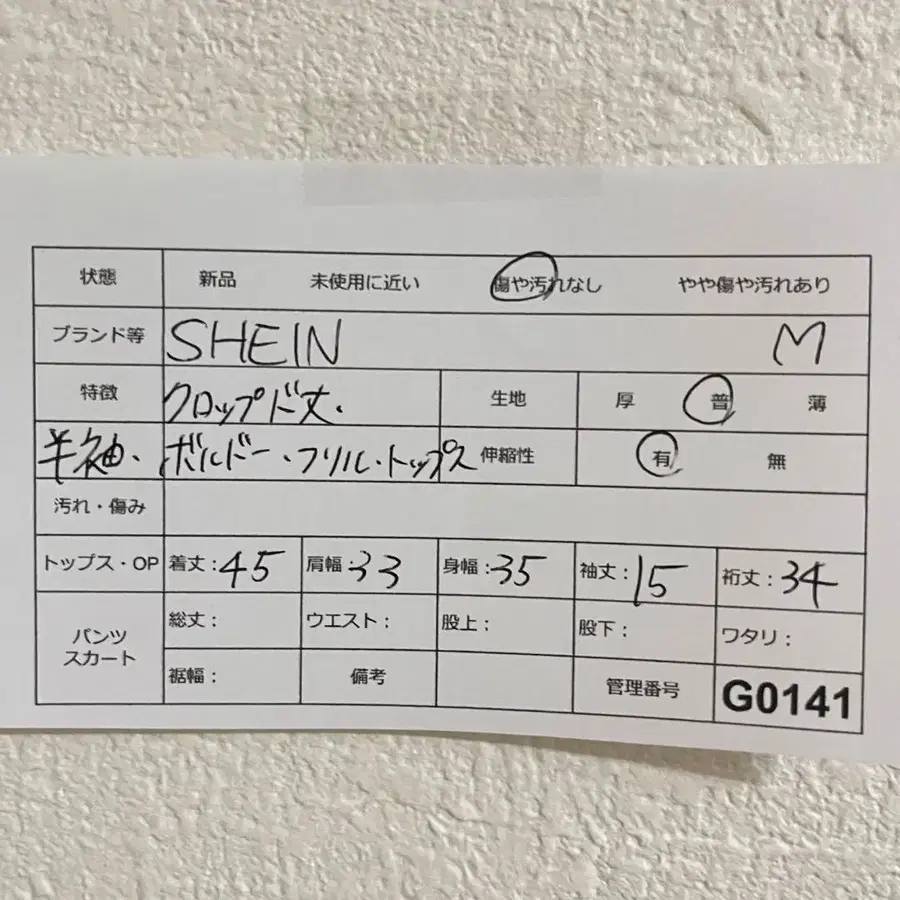 状態 新品 未使用に近い 傷や汚れなし やや傷や汚れあり
ブランド等 SHEIN M
特徴 クロップド丈・ 生地 厚 普 薄
半袖・ ボルドー・フリル・トップス 伸縮性 有 無
汚れ・傷み
トップス・OP 着丈：45 肩幅：33 身幅：35 袖丈：15 裄丈：34
パンツ スカート 総丈： ウエスト： 股上： 股下： ワタリ：
裾幅： 備考 管理番号 G0141